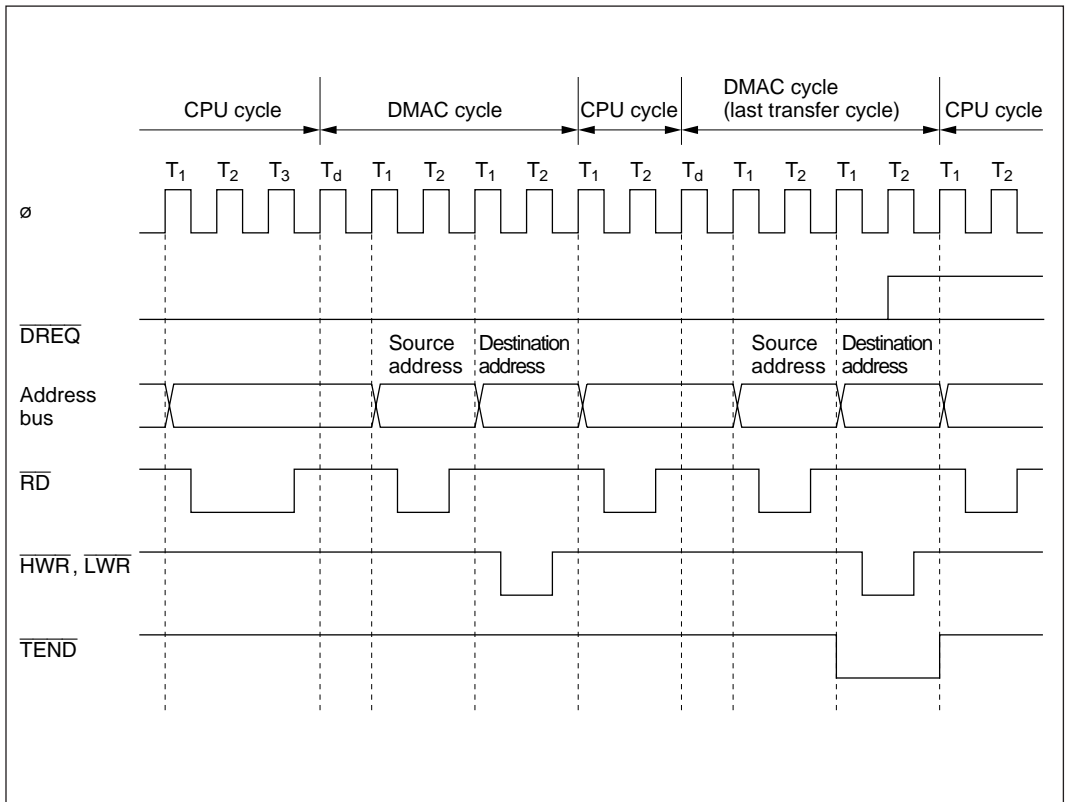 DMAC cycle
(last transfer cycle)
CPU cycle DMAC cycle CPU cycle CPU cycle
T1 T2 T3 Td T1 T2 T1 T2 T1 T2 Td T1 T2 T1 T2 T1 T2
ø
DREQ
Source address
Destination address
Source address
Destination address
Address
bus
RD
HWR, LWR
TEND